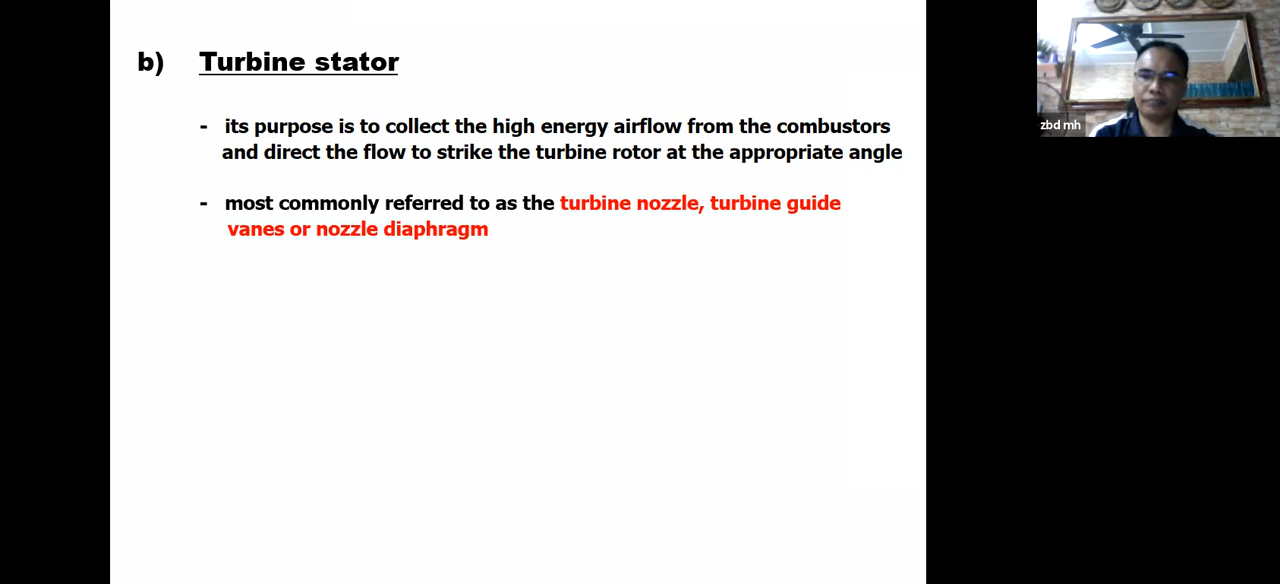 b) Turbine stator
- its purpose is to collect the high energy airflow from the combustors
and direct the flow to strike the turbine rotor at the appropriate angle
- most commonly referred to as the turbine nozzle, turbine guide
vanes or nozzle diaphragm
zbd mh